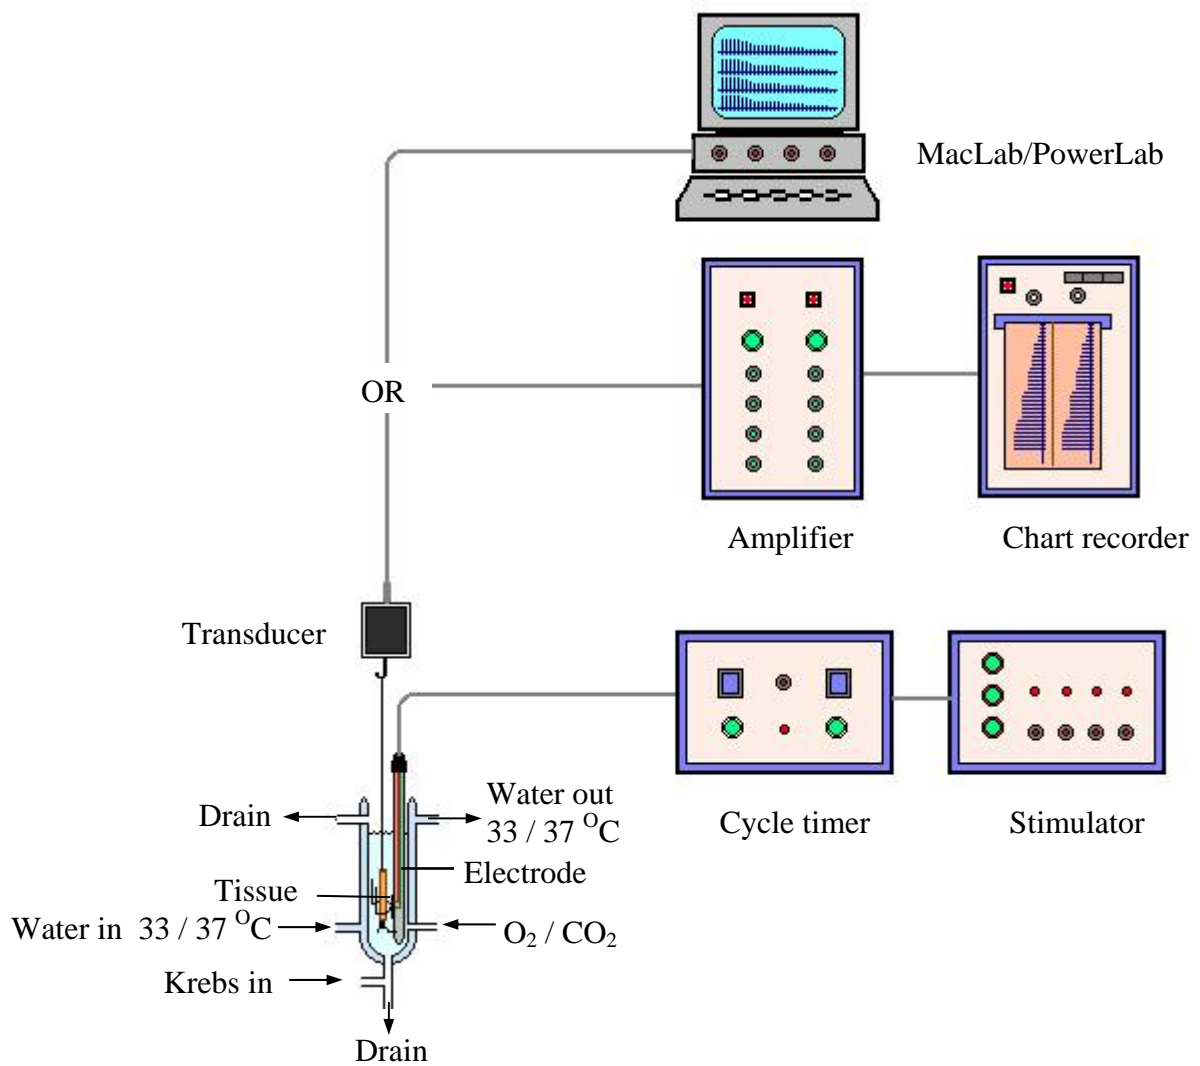 MacLab/PowerLab
OR
Amplifier
Chart recorder
Transducer
Drain
Water out
33 / 37 ᴼC
Cycle timer
Stimulator
Electrode
Tissue
Water in 33 / 37 ᴼC
O₂ / CO₂
Krebs in
Drain